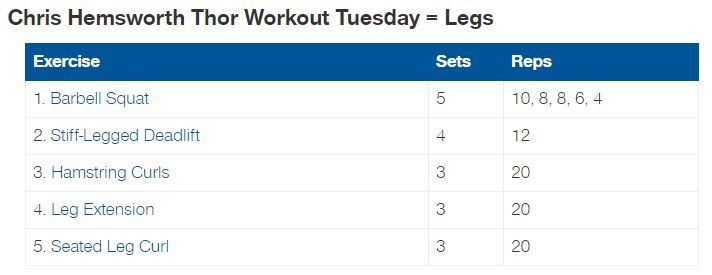 Chris Hemsworth Thor Workout Tuesday = Legs
Exercise Sets Reps
1. Barbell Squat 5 10, 8, 8, 6, 4
2. Stiff-Legged Deadlift 4 12
3. Hamstring Curls 3 20
4. Leg Extension 3 20
5. Seated Leg Curl 3 20